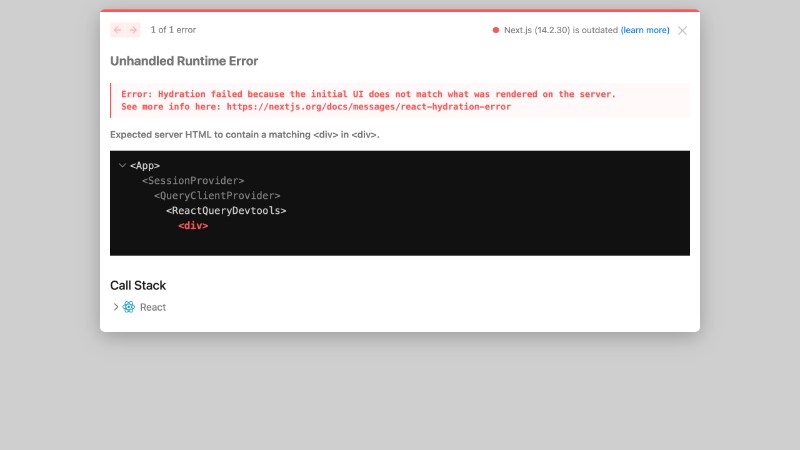 1 of 1 error
Next.js (14.2.30) is outdated (learn more)
Unhandled Runtime Error
Error: Hydration failed because the initial UI does not match what was rendered on the server.
See more info here: https://nextjs.org/docs/messages/react-hydration-error
Expected server HTML to contain a matching <div> in <div>.
<App>
<SessionProvider>
<QueryClientProvider>
<ReactQueryDevtools>
<div>
Call Stack
React